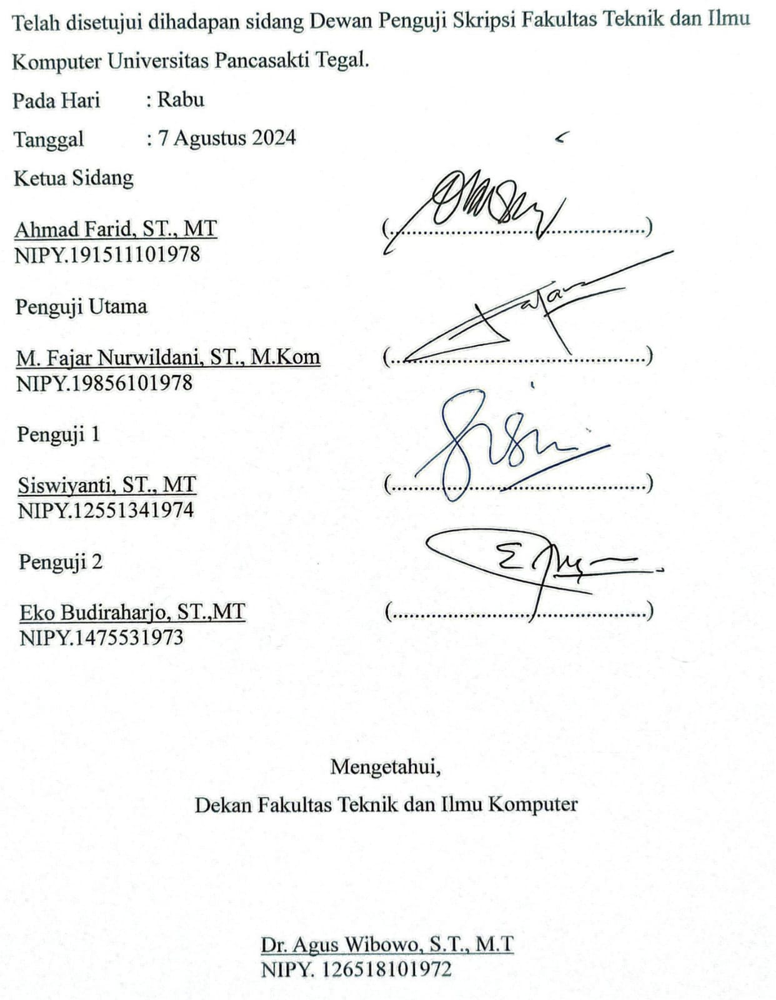 Telah disetujui dihadapan sidang Dewan Penguji Skripsi Fakultas Teknik dan Ilmu
Komputer Universitas Pancasakti Tegal.
Pada Hari : Rabu
Tanggal : 7 Agustus 2024
Ketua Sidang
Ahmad Farid, ST., MT (..............................................)
NIPY.191511101978
Penguji Utama
M. Fajar Nurwildani, ST., M.Kom (..............................................)
NIPY.19856101978
Penguji 1
Siswiyanti, ST., MT (..............................................)
NIPY.12551341974
Penguji 2
Eko Budiraharjo, ST.,MT (..............................................)
NIPY.1475531973
Mengetahui,
Dekan Fakultas Teknik dan Ilmu Komputer
Dr. Agus Wibowo, S.T., M.T
NIPY. 126518101972